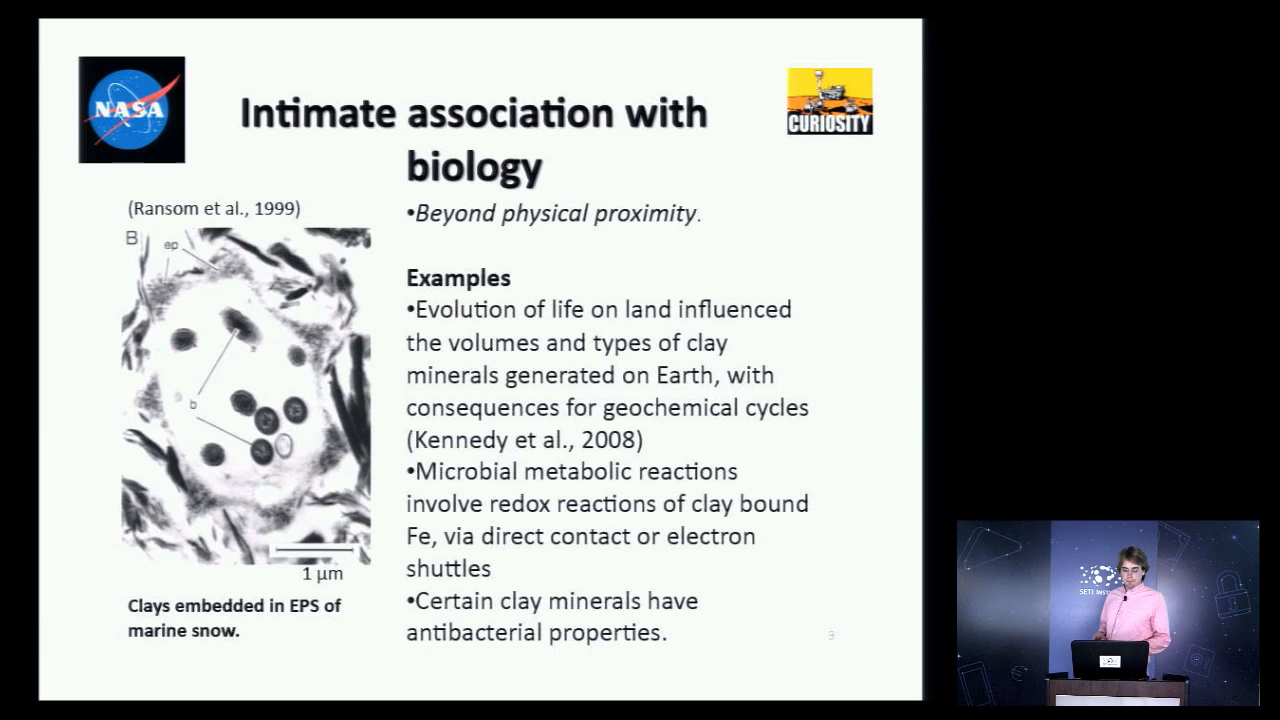 NASA
Intimate association with
biology
CURIOSITY
(Ransom et al., 1999)
B
ep
b
1 µm
Clays embedded in EPS of
marine snow.
•Beyond physical proximity.
Examples
•Evolution of life on land influenced
the volumes and types of clay
minerals generated on Earth, with
consequences for geochemical cycles
(Kennedy et al., 2008)
•Microbial metabolic reactions
involve redox reactions of clay bound
Fe, via direct contact or electron
shuttles
•Certain clay minerals have
antibacterial properties.
9
SETI INST